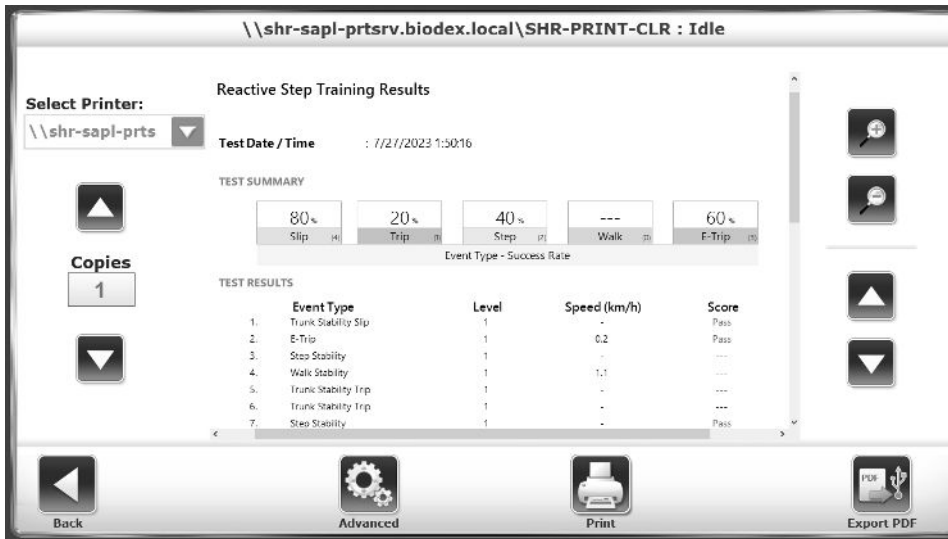 \\shr-sapl-prtsrv.biodex.local\SHR-PRINT-CLR : Idle
Select Printer:
\\shr-sapl-prts
Copies
1
Reactive Step Training Results
Test Date / Time : 7/27/2023 1:50:16
TEST SUMMARY
80 % 20 % 40 % --- 60 %
Slip Trip Step Walk E-Trip
Event Type - Success Rate
TEST RESULTS
Event Type Level Speed (km/h) Score
1. Trunk Stability Slip 1 - Pass
2. E-Trip 1 0.2 Pass
3. Step Stability 1 - ---
4. Walk Stability 1 1.1 ---
5. Trunk Stability Trip 1 - ---
6. Trunk Stability Trip 1 - ---
7. Step Stability 1 - Pass
Back
Advanced
Print
PDF
Export PDF